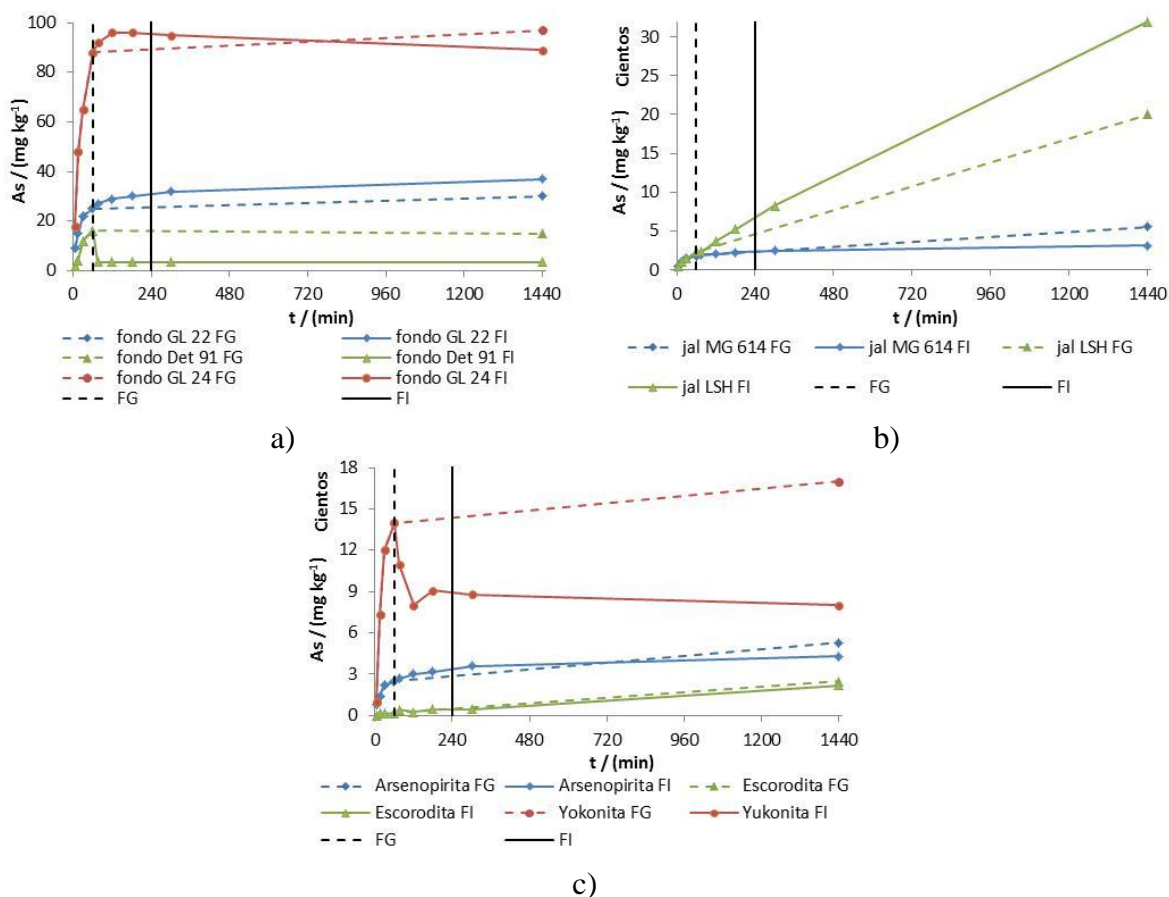 100
80
60
40
20
0
As / (mg kg-1)
0 240 480 720 960 1200 1440
t / (min)
fondo GL 22 FG fondo GL 22 FI
fondo Det 91 FG fondo Det 91 FI
fondo GL 24 FG fondo GL 24 FI
FG FI
a)
30
25
20
15
10
5
0
As / (mg kg-1) Cientos
0 240 480 720 960 1200 1440
t / (min)
jal MG 614 FG jal MG 614 FI jal LSH FG
jal LSH FI FG FI
b)
18
15
12
9
6
3
0
As / (mg kg-1) Cientos
0 240 480 720 960 1200 1440
t / (min)
Arsenopirita FG Arsenopirita FI Escorodita FG
Escorodita FI Yokonita FG Yukonita FI
FG FI
c)